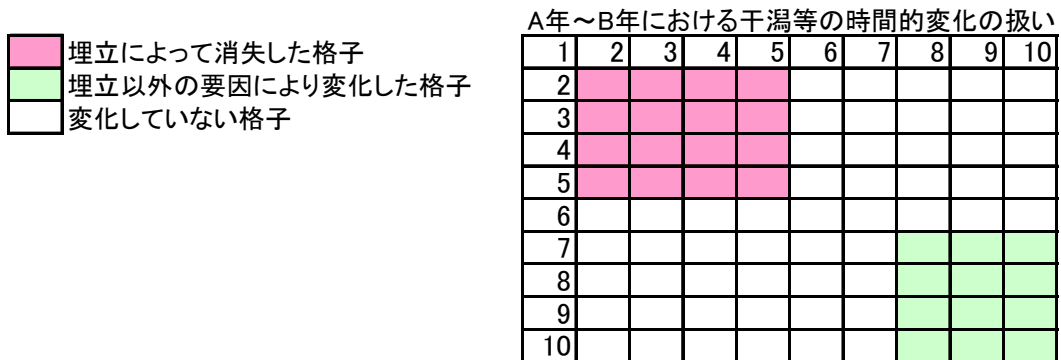 A年～B年における干潟等の時間的変化の扱い
埋立によって消失した格子
埋立以外の要因により変化した格子
変化していない格子
1 2 3 4 5 6 7 8 9 10
2
3
4
5
6
7
8
9
10